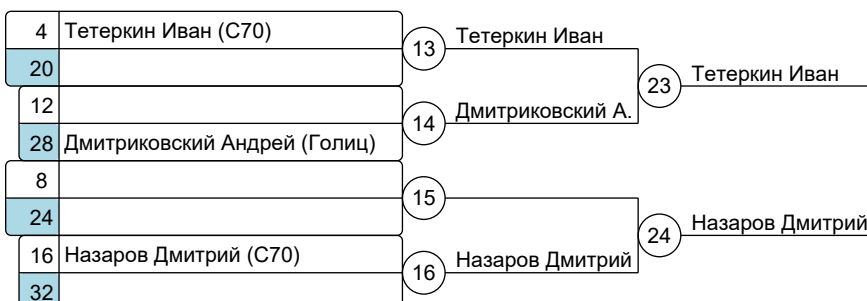 4 Тетеркин Иван (С70)
13 Тетеркин Иван
20
23 Тетеркин Иван
12
14 Дмитриковский А.
28 Дмитриковский Андрей (Голиц)
8
15
24
24 Назаров Дмитрий
16 Назаров Дмитрий (С70)
16 Назаров Дмитрий
32